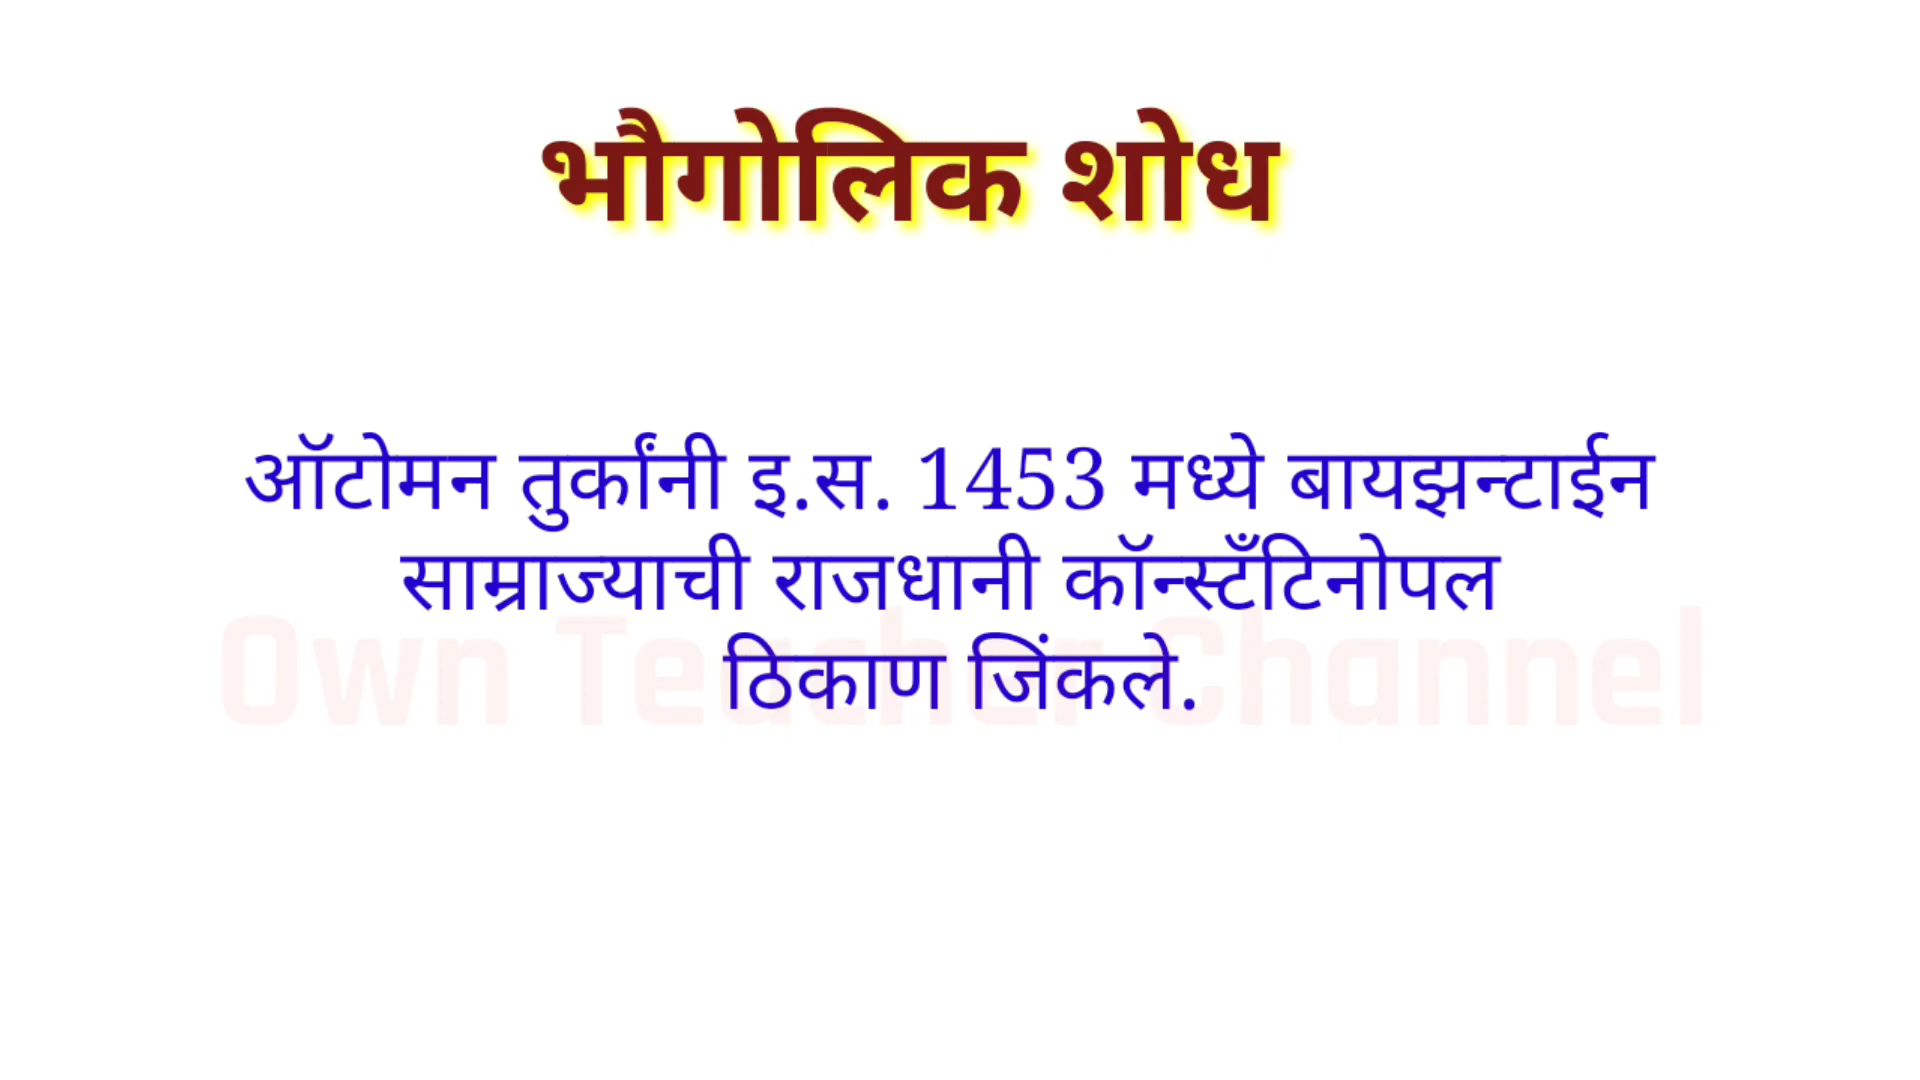 भौगोलिक शोध
ऑटोमन तुर्कांनी इ.स. 1453 मध्ये बायझन्टाईन
साम्राज्याची राजधानी कॉन्स्टँटिनोपल
ठिकाण जिंकले.
Own Teacher Channel